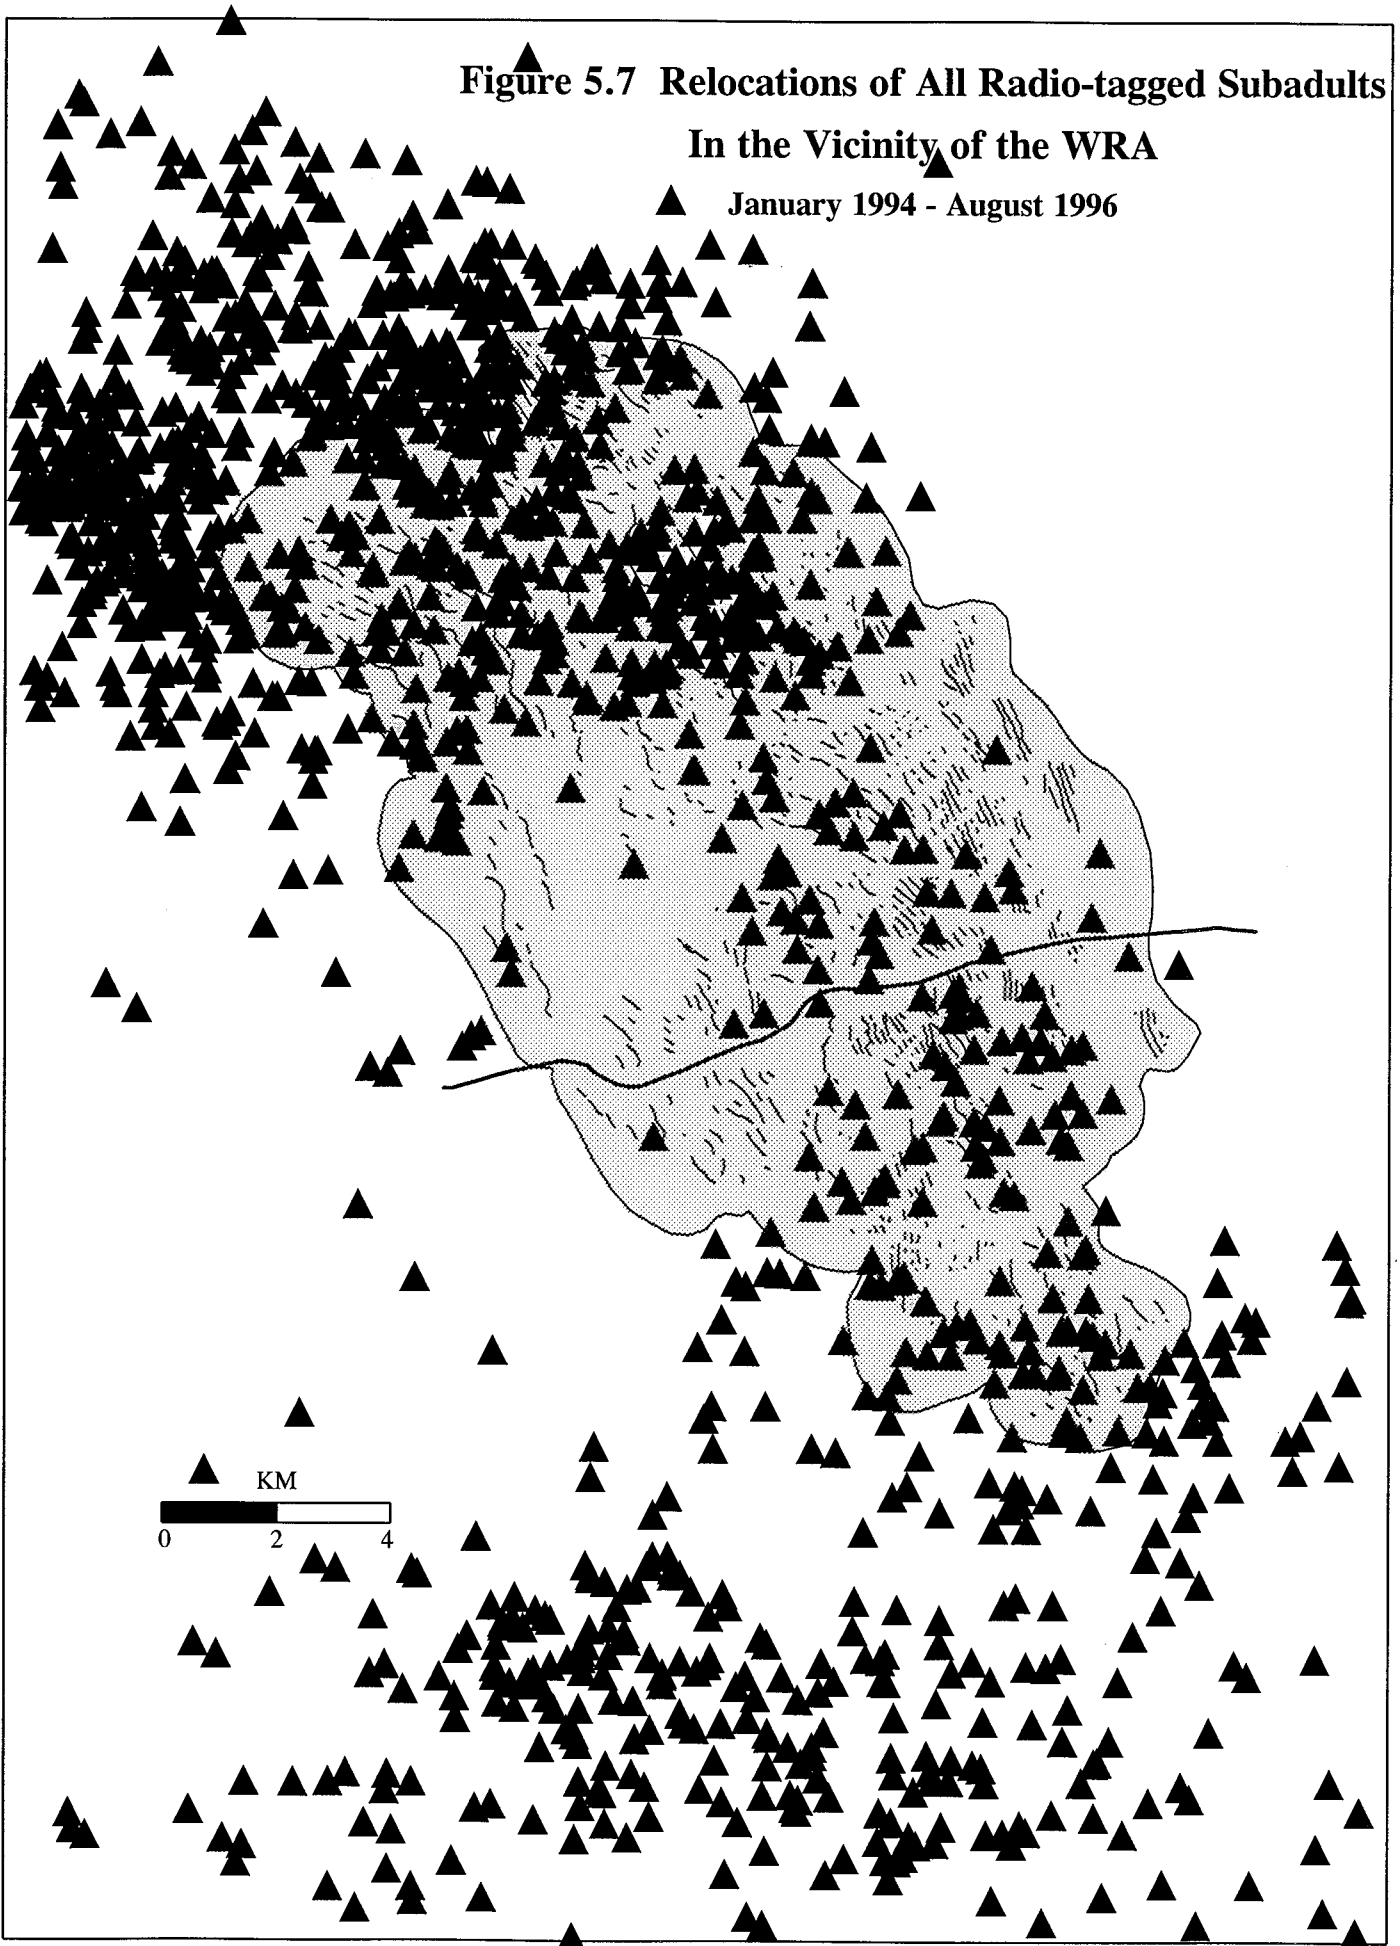 Figure 5.7 Relocations of All Radio-tagged Subadults
In the Vicinity of the WRA
January 1994 - August 1996
KM
0 2 4